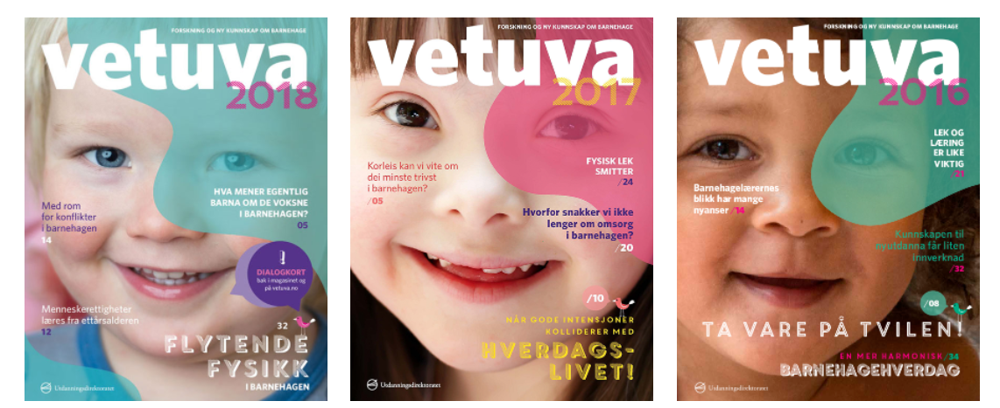 FORSKNING OG NY KUNNSKAP OM BARNEHAGE
vetuva
2018
HVA MENER EGENTLIG
BARNA OM DE VOKSNE
I BARNEHAGEN?
05
Med rom
for konflikter
i barnehagen
14
!
DIALOGKORT
bak i magasinet og
på vetuva.no
Menneskerettigheter
læres fra ettårsalderen
12
32
FLYTENDE
FYSIKK
I BARNEHAGEN
Utdanningsdirektoratet
FORSKNING OG NY KUNNSKAP OM BARNEHAGE
vetuva
2017
Korleis kan vi vite om
dei minste trivst
i barnehagen?
/05
FYSISK LEK
SMITTER
/24
Hvorfor snakker vi ikke
lenger om omsorg
i barnehagen?
/20
/10
NÅR GODE INTENSJONER
KOLLIDERER MED
HVERDAGS-
LIVET!
Utdanningsdirektoratet
FORSKNING OG NY KUNNSKAP OM BARNEHAGE
vetuva
2016
LEK OG
LÆRING
ER LIKE
VIKTIG
/21
Barnehagelærernes
blikk har mange
nyanser /14
Kunnskapen til
nyutdanna får liten
innverknad
/32
/08
TA VARE PÅ TVILEN!
EN MER HARMONISK /34
BARNEHAGEHVERDAG
Utdanningsdirektoratet